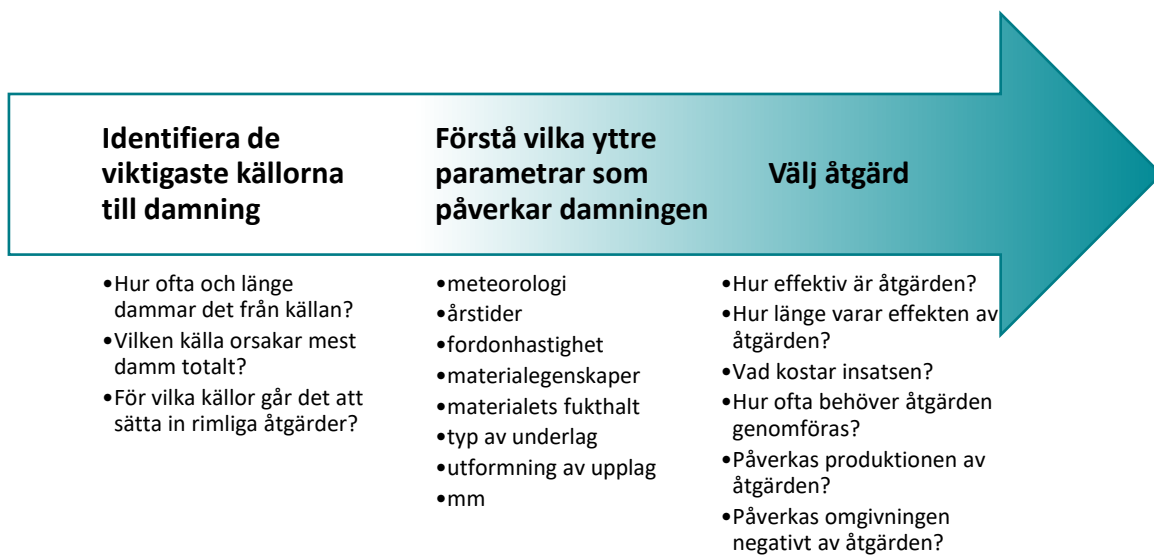 Identifiera de
viktigaste källorna
till damning
•Hur ofta och länge
dammar det från källan?
•Vilken källa orsakar mest
damm totalt?
•För vilka källor går det att
sätta in rimliga åtgärder?
Förstå vilka yttre
parametrar som
påverkar damningen
•meteorologi
•årstider
•fordonhastighet
•materialegenskaper
•materialets fukthalt
•typ av underlag
•utformning av upplag
•mm
Välj åtgärd
•Hur effektiv är åtgärden?
•Hur länge varar effekten av
åtgärden?
•Vad kostar insatsen?
•Hur ofta behöver åtgärden
genomföras?
•Påverkas produktionen av
åtgärden?
•Påverkas omgivningen
negativt av åtgärden?